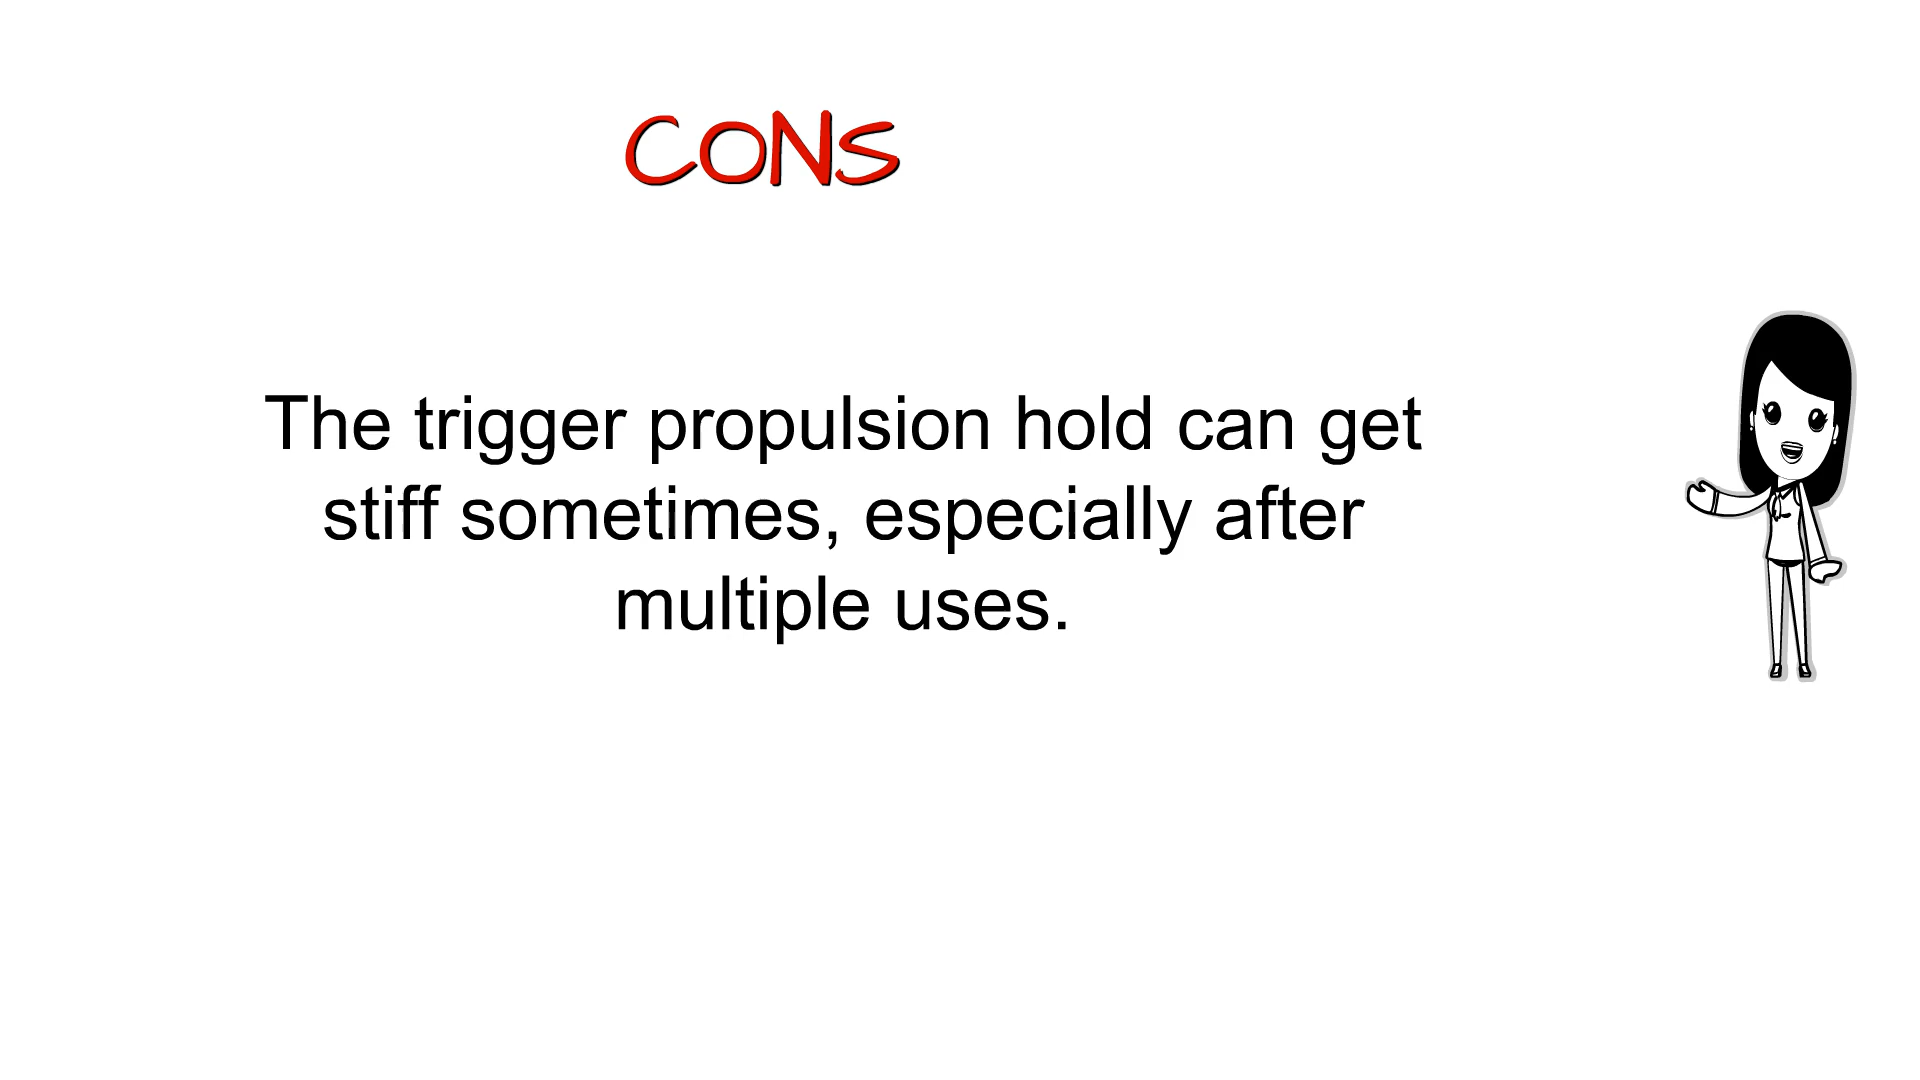 CONS
The trigger propulsion hold can get
stiff sometimes, especially after
multiple uses.